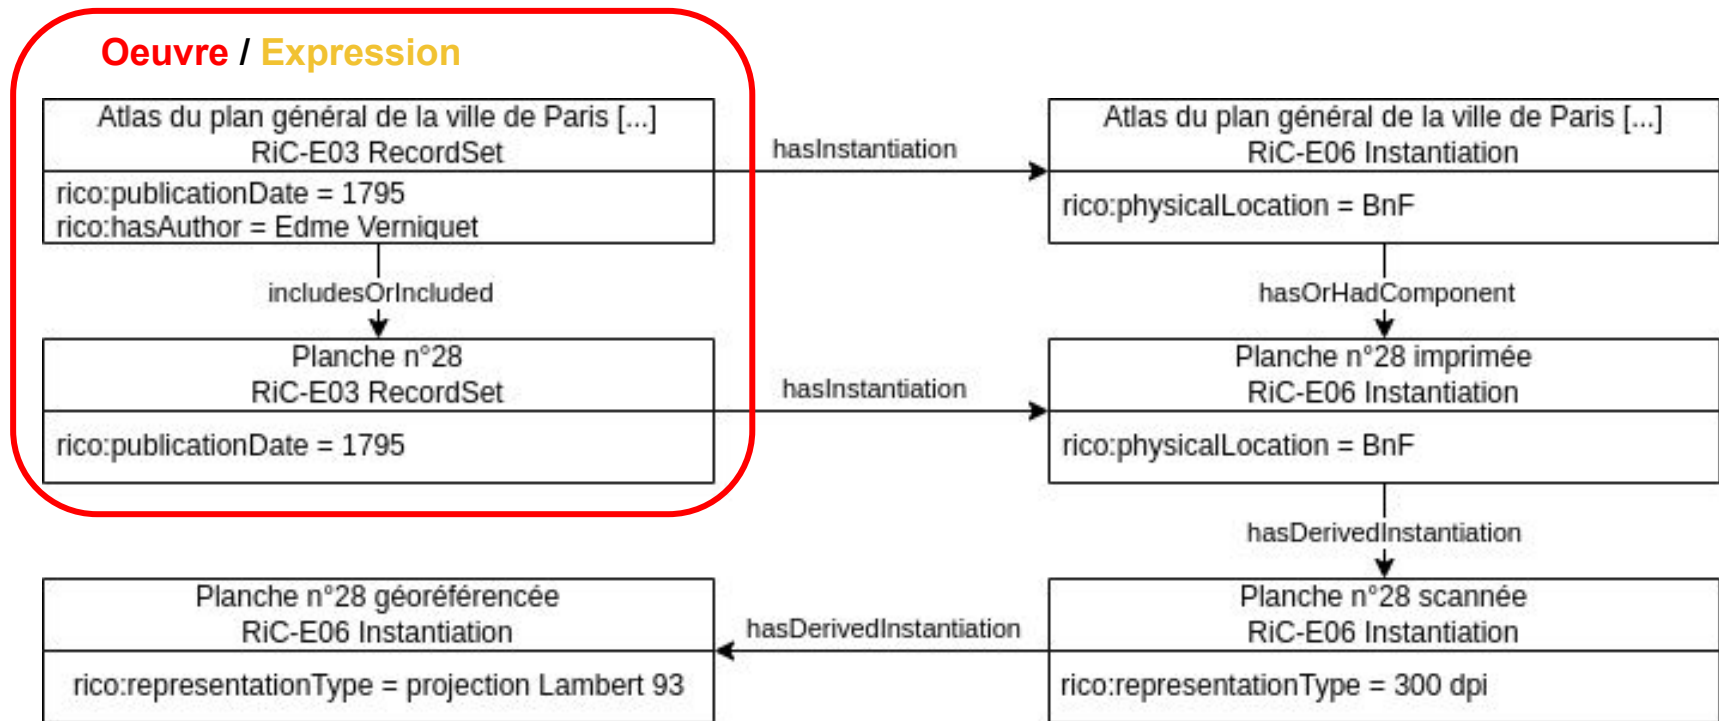 Oeuvre / Expression
Atlas du plan général de la ville de Paris [...]
RiC-E03 RecordSet
rico:publicationDate = 1795
rico:hasAuthor = Edme Verniquet
hasInstantiation
Atlas du plan général de la ville de Paris [...]
RiC-E06 Instantiation
rico:physicalLocation = BnF
includesOrIncluded
hasOrHadComponent
Planche n°28
RiC-E03 RecordSet
rico:publicationDate = 1795
hasInstantiation
Planche n°28 imprimée
RiC-E06 Instantiation
rico:physicalLocation = BnF
hasDerivedInstantiation
Planche n°28 géoréférencée
RiC-E06 Instantiation
rico:representationType = projection Lambert 93
hasDerivedInstantiation
Planche n°28 scannée
RiC-E06 Instantiation
rico:representationType = 300 dpi